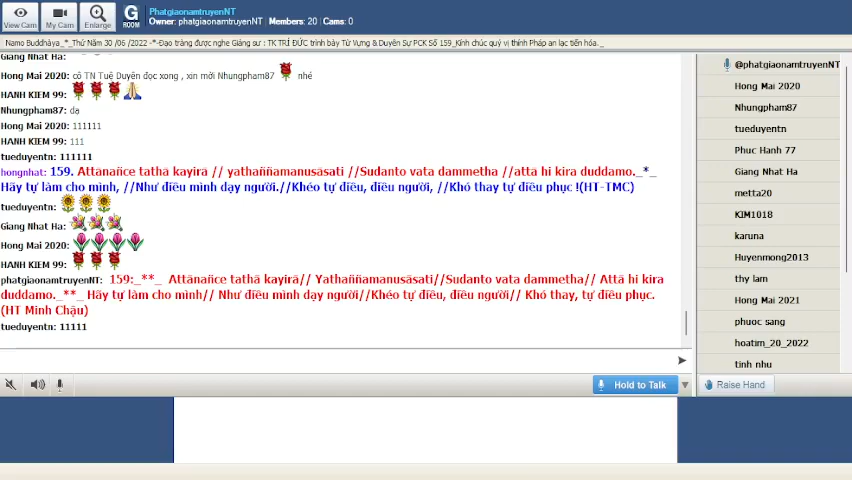 View Cam
My Cam
Enlarge
G
ROOM
PhatgiaonamtruyenNT
Owner: phatgiaonamtruyenNT Members: 20 Cams: 0
Namo Buddhāya_*_Thứ Năm 30 /06 /2022 -*-Đạo tràng được nghe Giảng sư : TK TRÍ ĐỨC trình bày Từ Vựng & Duyên Sự PCK Số 159_Kính chúc quý vị thính Pháp an lạc tiến hóa._
Giang Nhat Ha:
Hong Mai 2020: cô TN Tuệ Duyên đọc xong , xin mời Nhungpham87 nhé
HANH KIEM 99:
Nhungpham87: dạ
Hong Mai 2020: 111111
HANH KIEM 99: 111
tueduyentn: 111111
hongnhat: 159. Attānañce tathā kayirā // yathāññamanusāsati //Sudanto vata dammetha //attā hi kira duddamo._*_
Hãy tự làm cho mình, //Như điều mình dạy người.//Khéo tự điều, điều người, //Khó thay tự điều phục !(HT-TMC)
tueduyentn:
Giang Nhat Ha:
Hong Mai 2020:
HANH KIEM 99:
phatgiaonamtruyenNT: 159:_**_ Attānañce tathā kayirā// Yathaññamanusāsati//Sudanto vata dammetha// Attā hi kira
duddamo._**_ Hãy tự làm cho mình// Như điều mình dạy người//Khéo tự điều, điều người// Khó thay, tự điều phục.
(HT Minh Châu)
tueduyentn: 11111
Hold to Talk
@phatgiaonamtruyenNT
Hong Mai 2020
Nhungpham87
tueduyentn
Phuc Hanh 77
Giang Nhat Ha
metta20
KIM1018
karuna
Huyenmong2013
thy lam
Hong Mai 2021
phuoc sang
hoatim_20_2022
tinh nhu
Raise Hand